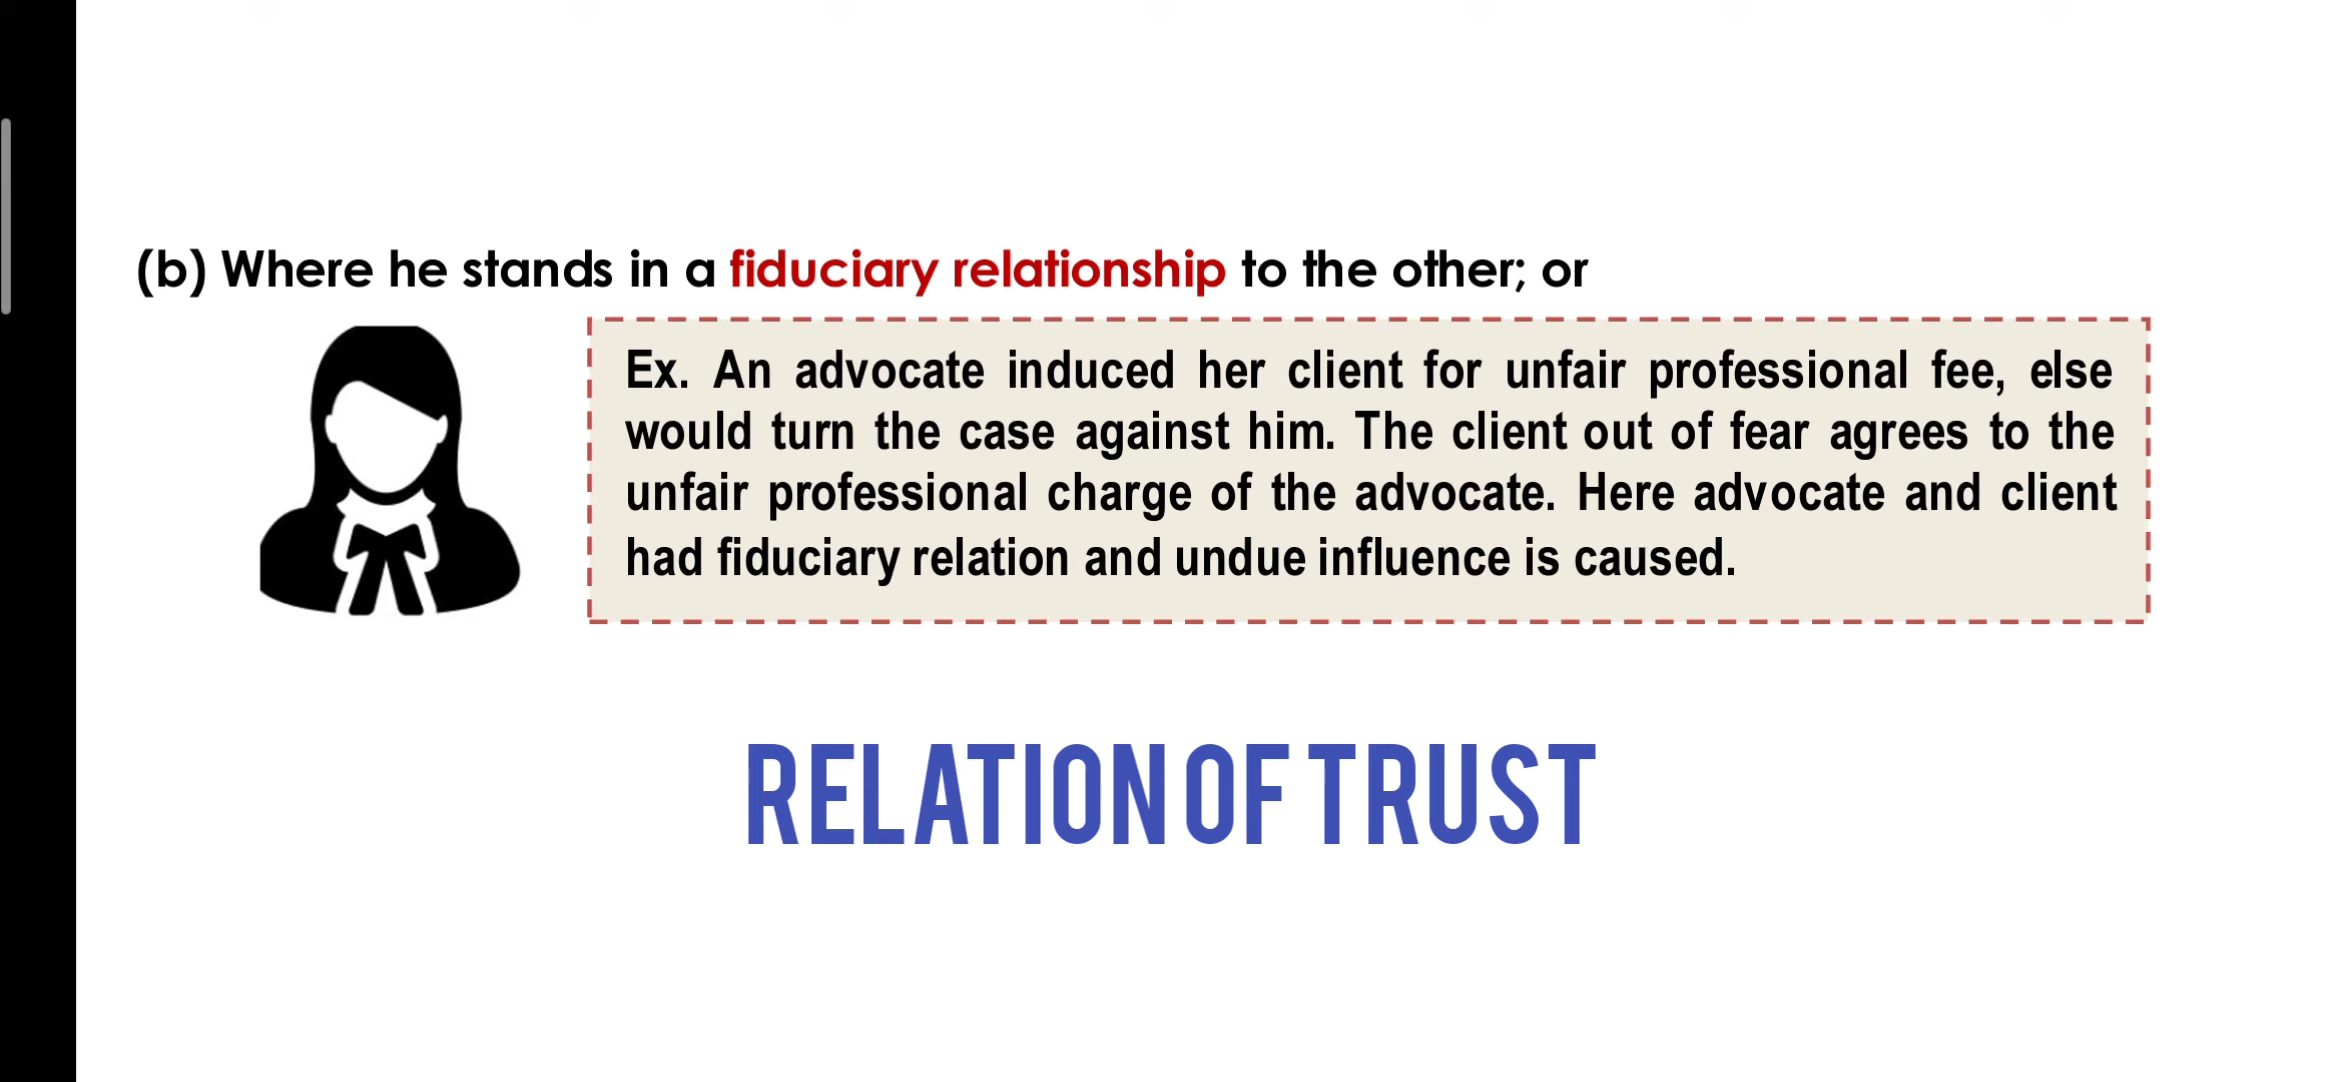 (b) Where he stands in a fiduciary relationship to the other; or
Ex. An advocate induced her client for unfair professional fee, else
would turn the case against him. The client out of fear agrees to the
unfair professional charge of the advocate. Here advocate and client
had fiduciary relation and undue influence is caused.
RELATION OF TRUST